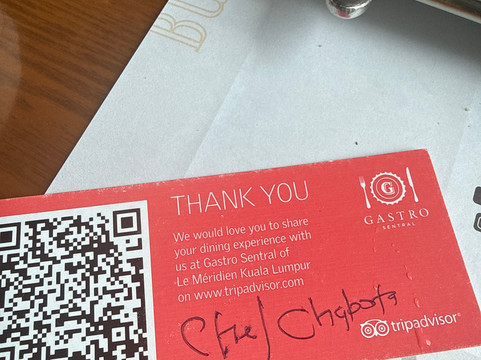 BU
THANK YOU
We would love you to share
your dining experience with
us at Gastro Sentral of
Le Méridien Kuala Lumpur
on www.tripadvisor.com
G
GASTRO
SENTRAL
Chef
tripadvisor